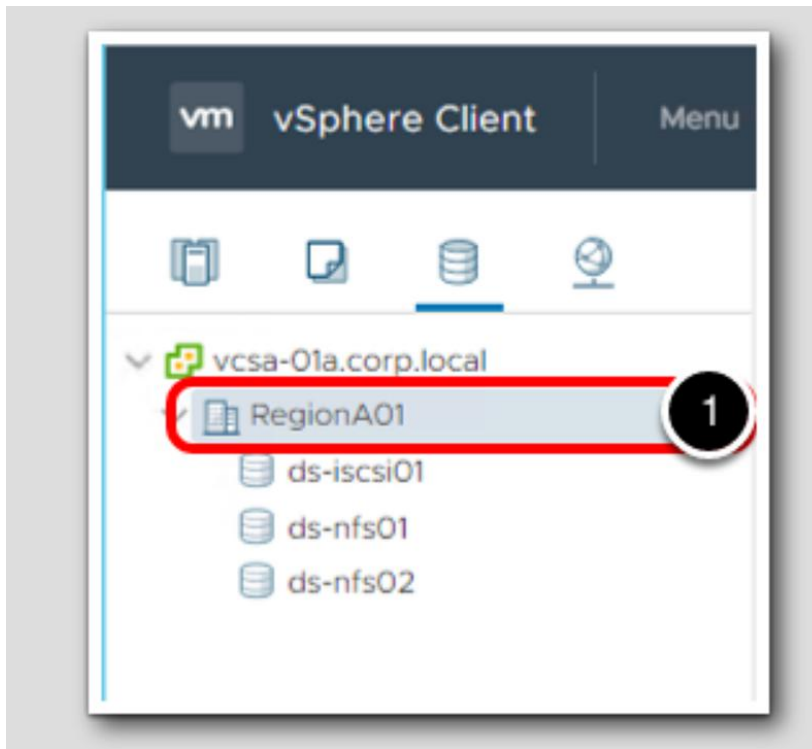 vm vSphere Client Menu
vcsa-01a.corp.local
RegionA01 1
ds-iscsi01
ds-nfs01
ds-nfs02